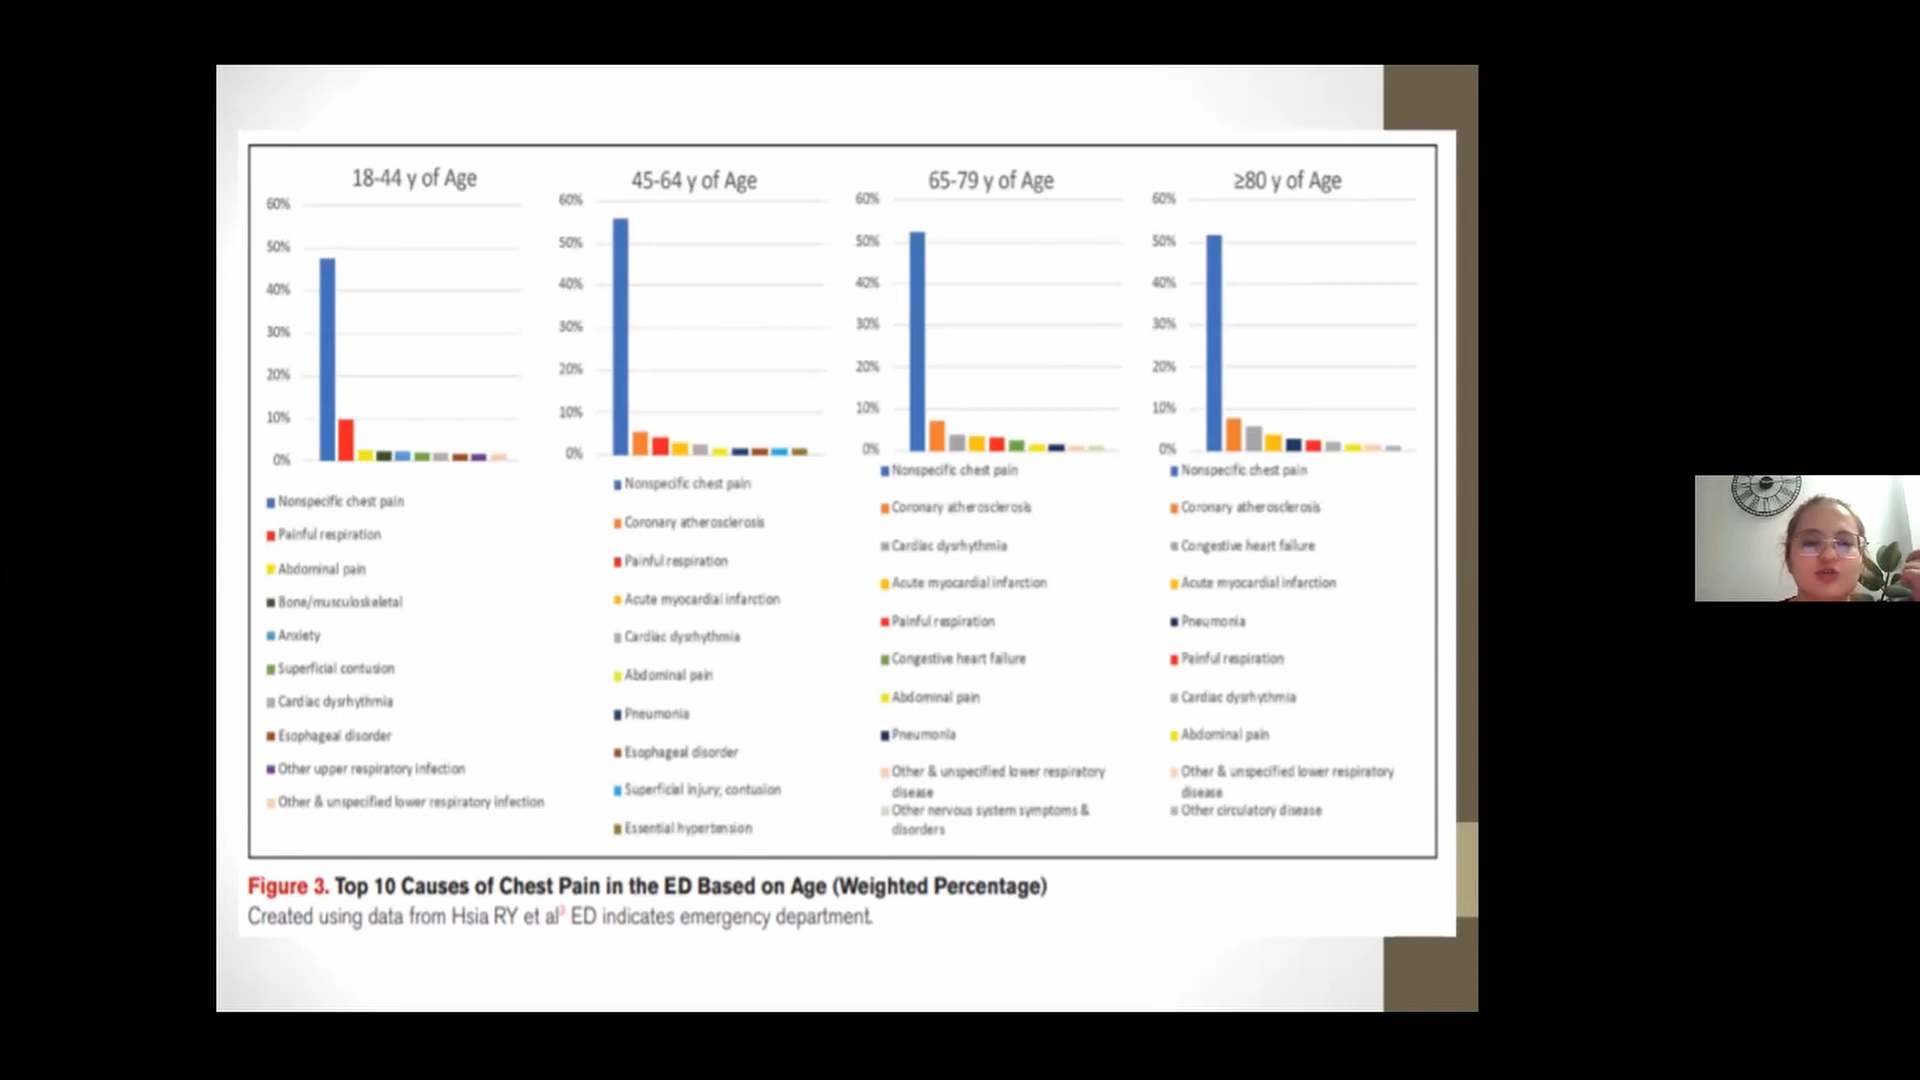 18-44 y of Age
60%
50%
40%
30%
20%
10%
0%
Nonspecific chest pain
Painful respiration
Abdominal pain
Bone/musculoskeletal
Anxiety
Superficial contusion
Cardiac dysrhythmia
Esophageal disorder
Other upper respiratory infection
Other & unspecified lower respiratory infection
45-64 y of Age
60%
50%
40%
30%
20%
10%
0%
Nonspecific chest pain
Coronary atherosclerosis
Painful respiration
Acute myocardial infarction
Cardiac dysrhythmia
Abdominal pain
Pneumonia
Esophageal disorder
Superficial injury; contusion
Essential hypertension
65-79 y of Age
60%
50%
40%
30%
20%
10%
0%
Nonspecific chest pain
Coronary atherosclerosis
Cardiac dysrhythmia
Acute myocardial infarction
Painful respiration
Congestive heart failure
Abdominal pain
Pneumonia
Other & unspecified lower respiratory
disease
Other nervous system symptoms &
disorders
≥80 y of Age
60%
50%
40%
30%
20%
10%
0%
Nonspecific chest pain
Coronary atherosclerosis
Congestive heart failure
Acute myocardial infarction
Pneumonia
Painful respiration
Cardiac dysrhythmia
Abdominal pain
Other & unspecified lower respiratory
disease
Other circulatory disease
Figure 3. Top 10 Causes of Chest Pain in the ED Based on Age (Weighted Percentage)
Created using data from Hsia RY et al ED indicates emergency department.